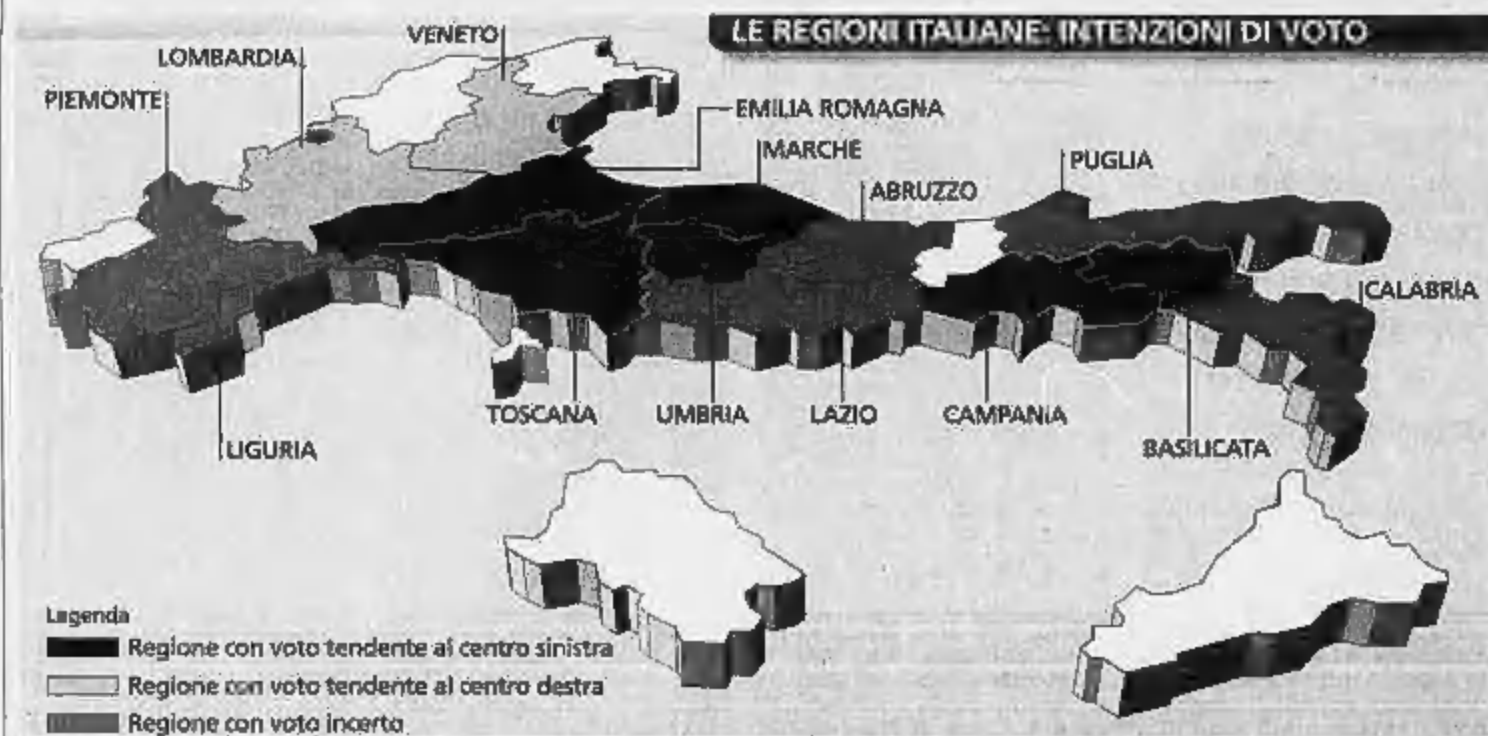 LE REGIONI ITALIANE: INTENZIONI DI VOTO
VENETO
LOMBARDIA
PIEMONTE
EMILIA ROMAGNA
MARCHE
PUGLIA
ABRUZZO
CALABRIA
TOSCANA
UMBRIA
LAZIO
CAMPANIA
BASILICATA
LIGURIA
Legenda
Regione con voto tendente al centro sinistra
Regione con voto tendente al centro destra
Regione con voto incerto